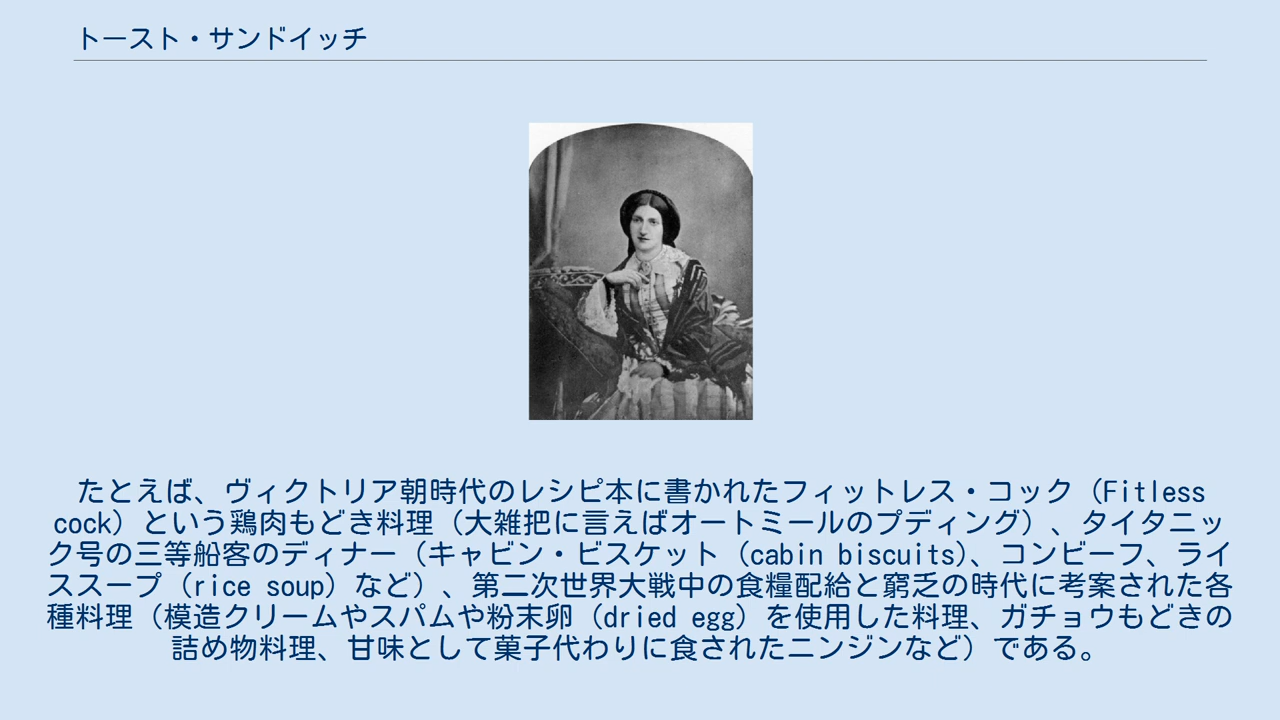 トースト・サンドイッチ
たとえば、ヴィクトリア朝時代のレシピ本に書かれたフィットレス・コック（Fitless
cock）という鶏肉もどき料理（大雑把に言えばオートミールのプディング）、タイタニッ
ク号の三等船客のディナー（キャビン・ビスケット（cabin biscuits)、コンビーフ、ライ
ススープ（rice soup）など）、第二次世界大戦中の食糧配給と窮乏の時代に考案された各
種料理（模造クリームやスパムや粉末卵（dried egg）を使用した料理、ガチョウもどきの
詰め物料理、甘味として菓子代わりに食されたニンジンなど）である。